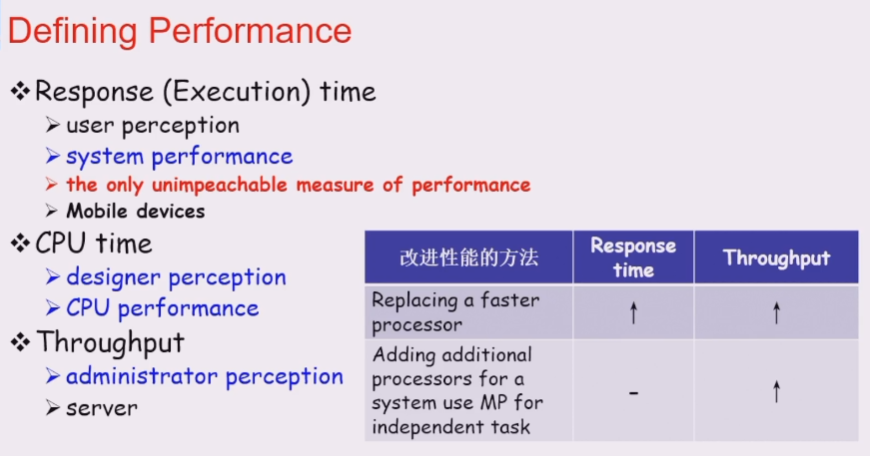 Defining Performance
❖Response (Execution) time
➢user perception
➢system performance
➢the only unimpeachable measure of performance
➢Mobile devices
❖CPU time
➢designer perception
➢CPU performance
❖Throughput
➢administrator perception
➢server
改进性能的方法
Response
time
Throughput
Replacing a faster
processor
↑
↑
Adding additional
processors for a
system use MP for
independent task
-
↑